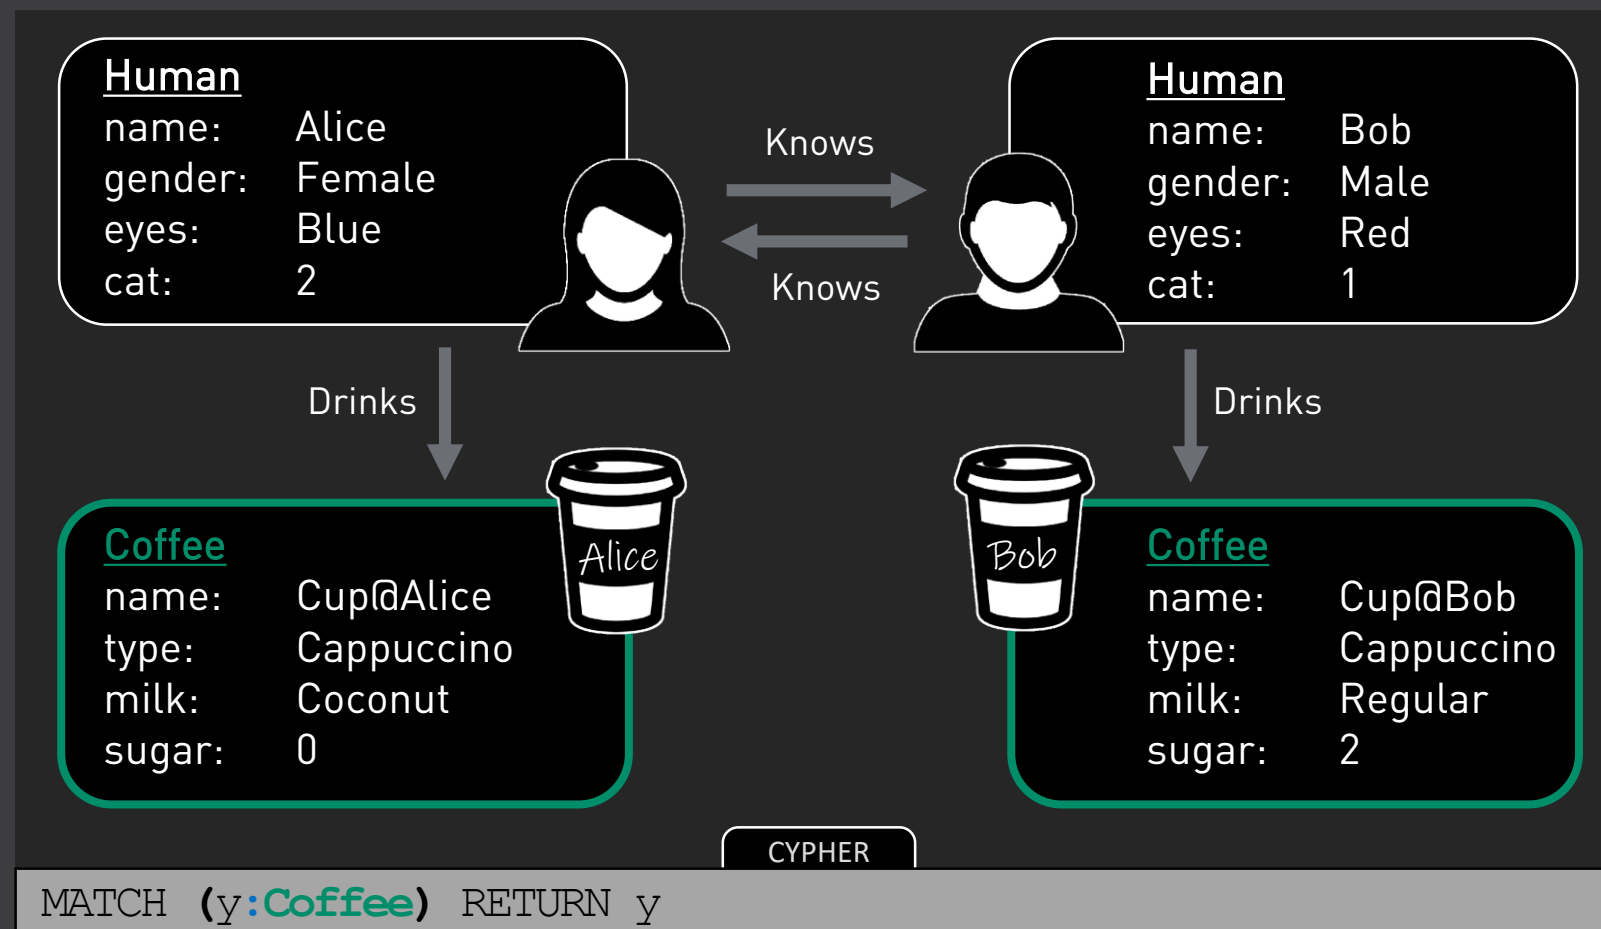 Human
name: Alice
gender: Female
eyes: Blue
cat: 2
Knows
Knows
Human
name: Bob
gender: Male
eyes: Red
cat: 1
Drinks
Drinks
Coffee
name: Cup@Alice
type: Cappuccino
milk: Coconut
sugar: 0
Alice
Bob
Coffee
name: Cup@Bob
type: Cappuccino
milk: Regular
sugar: 2
CYPHER
MATCH (y:Coffee) RETURN y